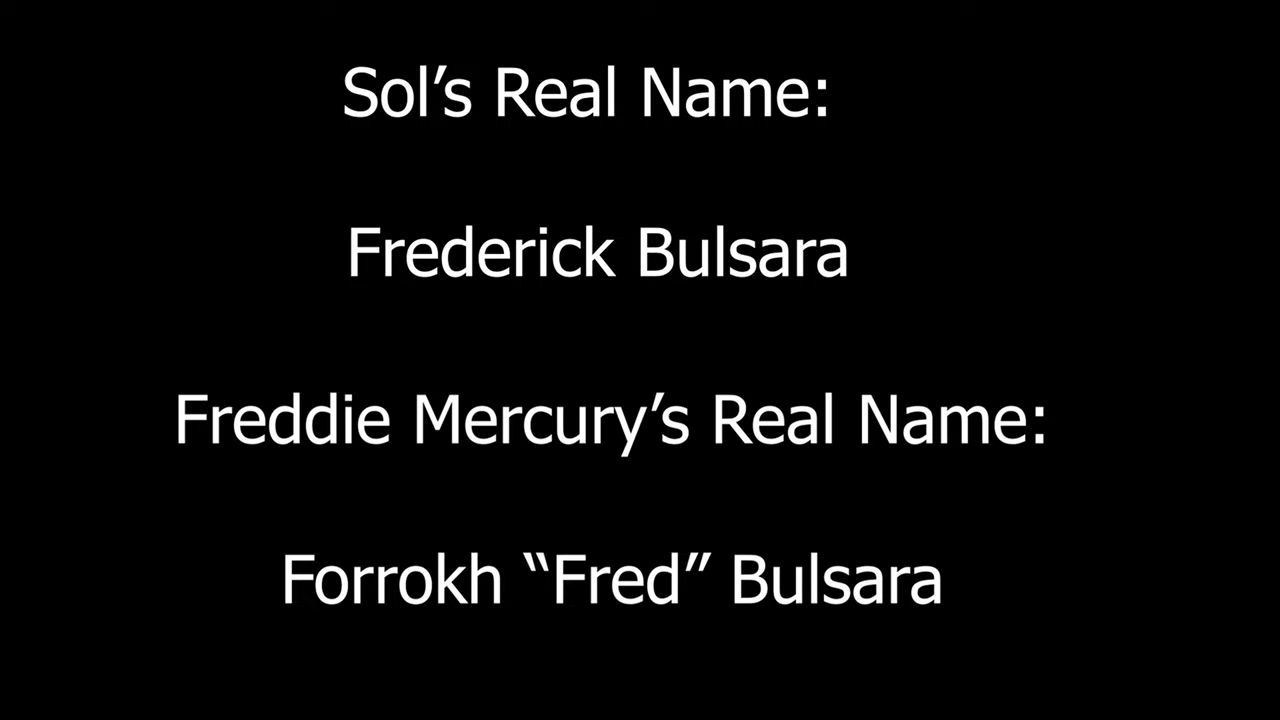 Sol’s Real Name:
Frederick Bulsara
Freddie Mercury’s Real Name:
Forrokh “Fred” Bulsara